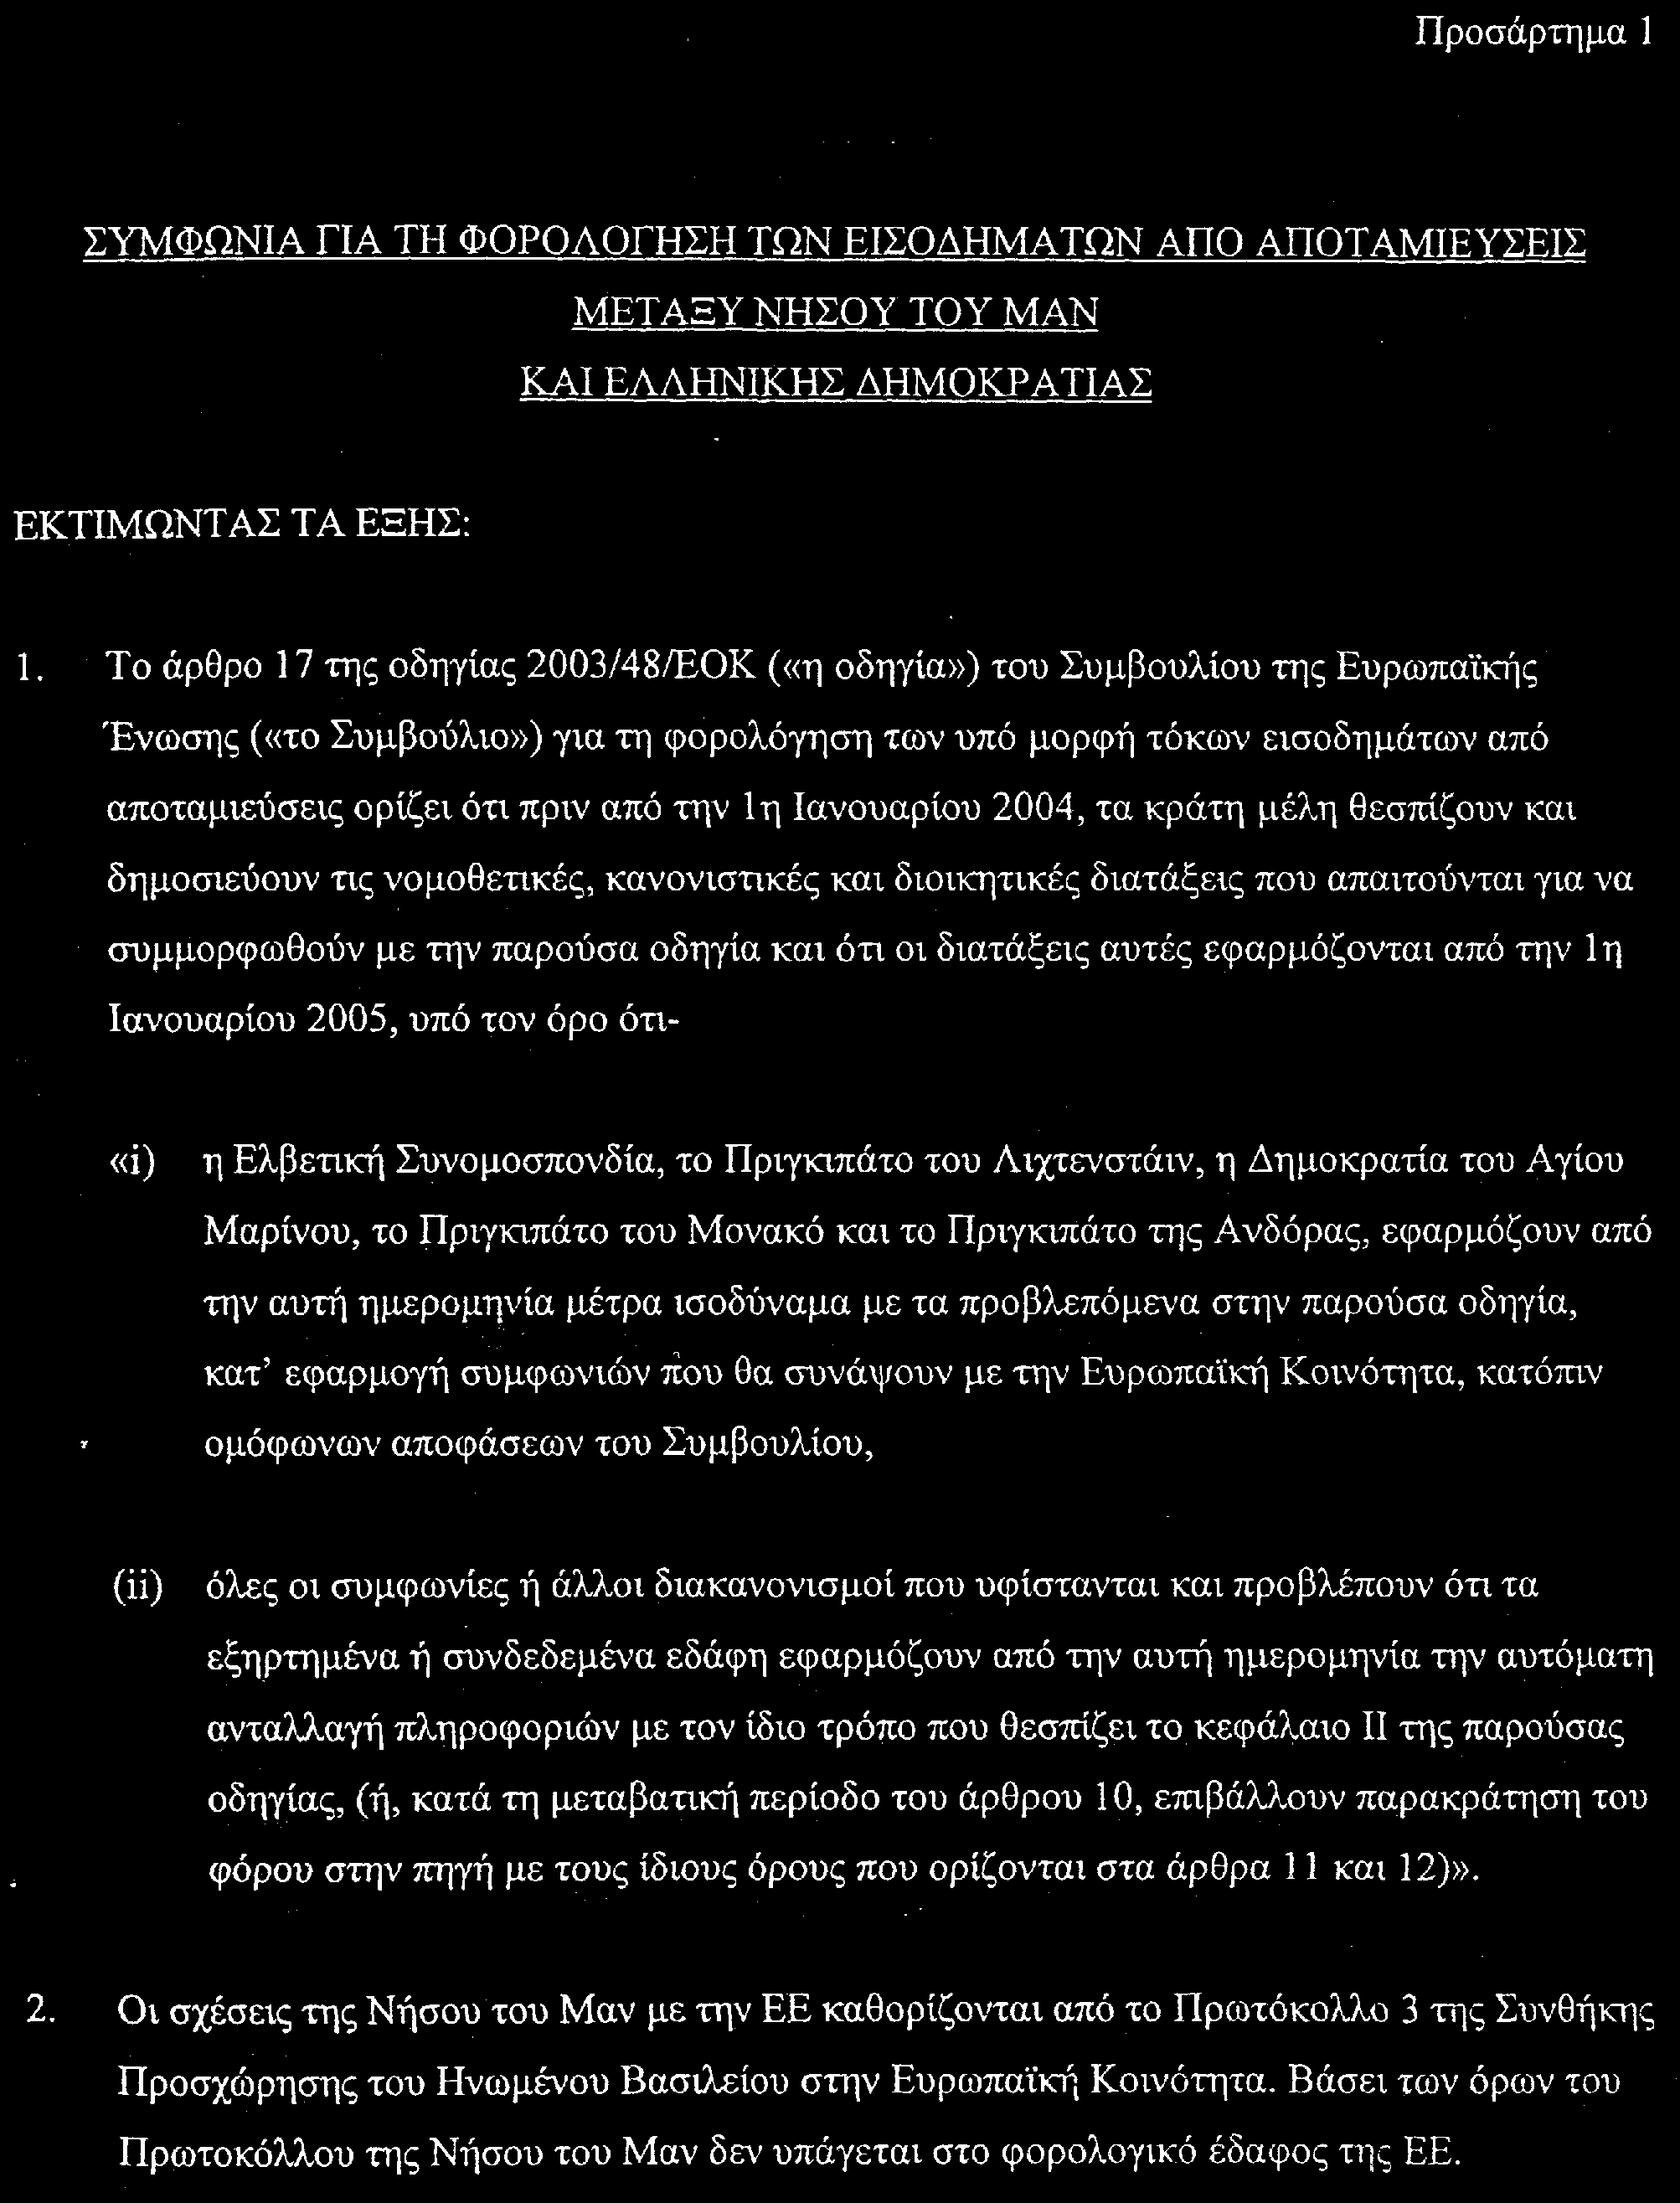 Προσάρτημα 1
ΣΥΜΦΩΝΙΑ ΓΙΑ ΤΗ ΦΟΡΟΛΟΓΗΣΗ ΤΩΝ ΕΙΣΟΔΗΜΑΤΩΝ ΑΠΟ ΑΠΟΤΑΜΙΕΥΣΕΙΣ
ΜΕΤΑΞΥ ΝΗΣΟΥ ΤΟΥ ΜΑΝ
ΚΑΙ ΕΛΛΗΝΙΚΗΣ ΔΗΜΟΚΡΑΤΙΑΣ
ΕΚΤΙΜΩΝΤΑΣ ΤΑ ΕΞΗΣ:
1. Το άρθρο 17 της οδηγίας 2003/48/ΕΟΚ («η οδηγία») του Συμβουλίου της Ευρωπαϊκής
Ένωσης («το Συμβούλιο») για τη φορολόγηση των υπό μορφή τόκων εισοδημάτων από
αποταμιεύσεις ορίζει ότι πριν από την 1η Ιανουαρίου 2004, τα κράτη μέλη θεσπίζουν και
δημοσιεύουν τις νομοθετικές, κανονιστικές και διοικητικές διατάξεις που απαιτούνται για να
συμμορφωθούν με την παρούσα οδηγία και ότι οι διατάξεις αυτές εφαρμόζονται από την 1η
Ιανουαρίου 2005, υπό τον όρο ότι-
«i) η Ελβετική Συνομοσπονδία, το Πριγκιπάτο του Λιχτενστάιν, η Δημοκρατία του Αγίου
Μαρίνου, το Πριγκιπάτο του Μονακό και το Πριγκιπάτο της Ανδόρας, εφαρμόζουν από
την αυτή ημερομηνία μέτρα ισοδύναμα με τα προβλεπόμενα στην παρούσα οδηγία,
κατ’ εφαρμογή συμφωνιών που θα συνάψουν με την Ευρωπαϊκή Κοινότητα, κατόπιν
ομόφωνων αποφάσεων του Συμβουλίου,
(ii) όλες οι συμφωνίες ή άλλοι διακανονισμοί που υφίστανται και προβλέπουν ότι τα
εξηρτημένα ή συνδεδεμένα εδάφη εφαρμόζουν από την αυτή ημερομηνία την αυτόματη
ανταλλαγή πληροφοριών με τον ίδιο τρόπο που θεσπίζει το κεφάλαιο ΙΙ της παρούσας
οδηγίας, (ή, κατά τη μεταβατική περίοδο του άρθρου 10, επιβάλλουν παρακράτηση του
φόρου στην πηγή με τους ίδιους όρους που ορίζονται στα άρθρα 11 και 12)».
2. Οι σχέσεις της Νήσου του Μαν με την ΕΕ καθορίζονται από το Πρωτόκολλο 3 της Συνθήκης
Προσχώρησης του Ηνωμένου Βασιλείου στην Ευρωπαϊκή Κοινότητα. Βάσει των όρων του
Πρωτοκόλλου της Νήσου του Μαν δεν υπάγεται στο φορολογικό έδαφος της ΕΕ.